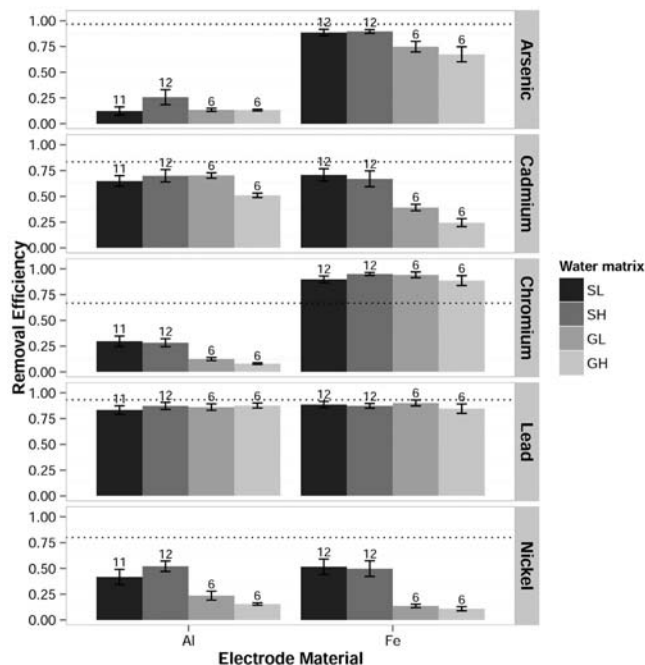 1.00
0.75
0.50
0.25
0.00
12 12
6
6
11
12
6 6
Arsenic
1.00
0.75
0.50
0.25
0.00
11 12 6
6
12 12
6
6
Cadmium
1.00
0.75
0.50
0.25
0.00
11 12
6 6
12 12 6 6
Chromium
1.00
0.75
0.50
0.25
0.00
11 12 6 6
12 12 6 6
Lead
1.00
0.75
0.50
0.25
0.00
11 12
6 6
12 12
6 6
Nickel
Removal Efficiency
Al Fe
Electrode Material
Water matrix
SL
SH
GL
GH